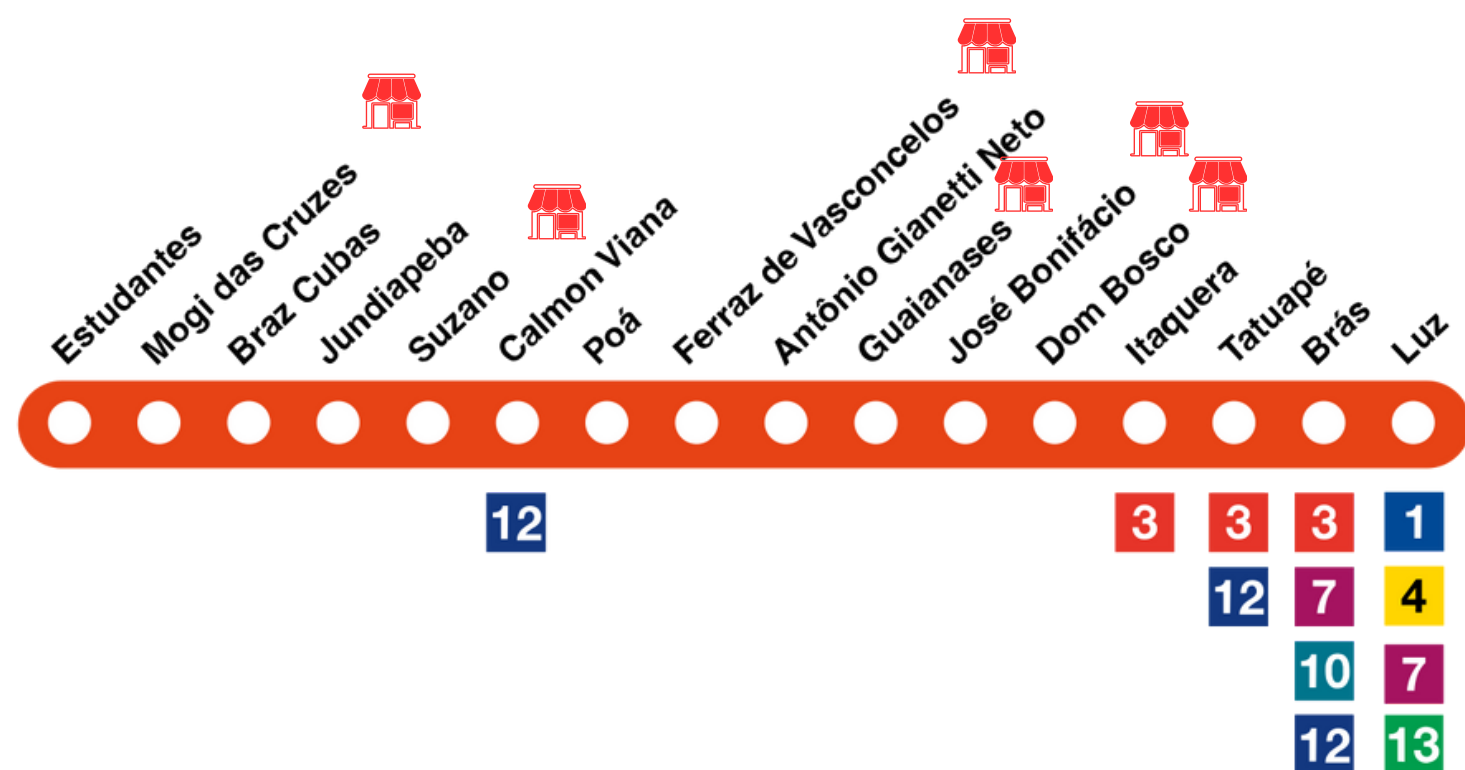 Estudantes
Mogi das Cruzes
Braz Cubas
Jundiapeba
Suzano
Calmon Viana
Poá
Ferraz de Vasconcelos
Antônio Gianetti Neto
Guaianases
José Bonifácio
Dom Bosco
Itaquera
Tatuapé
Brás
Luz
12 3 3 3 1
12 7 4
10 7
12 13